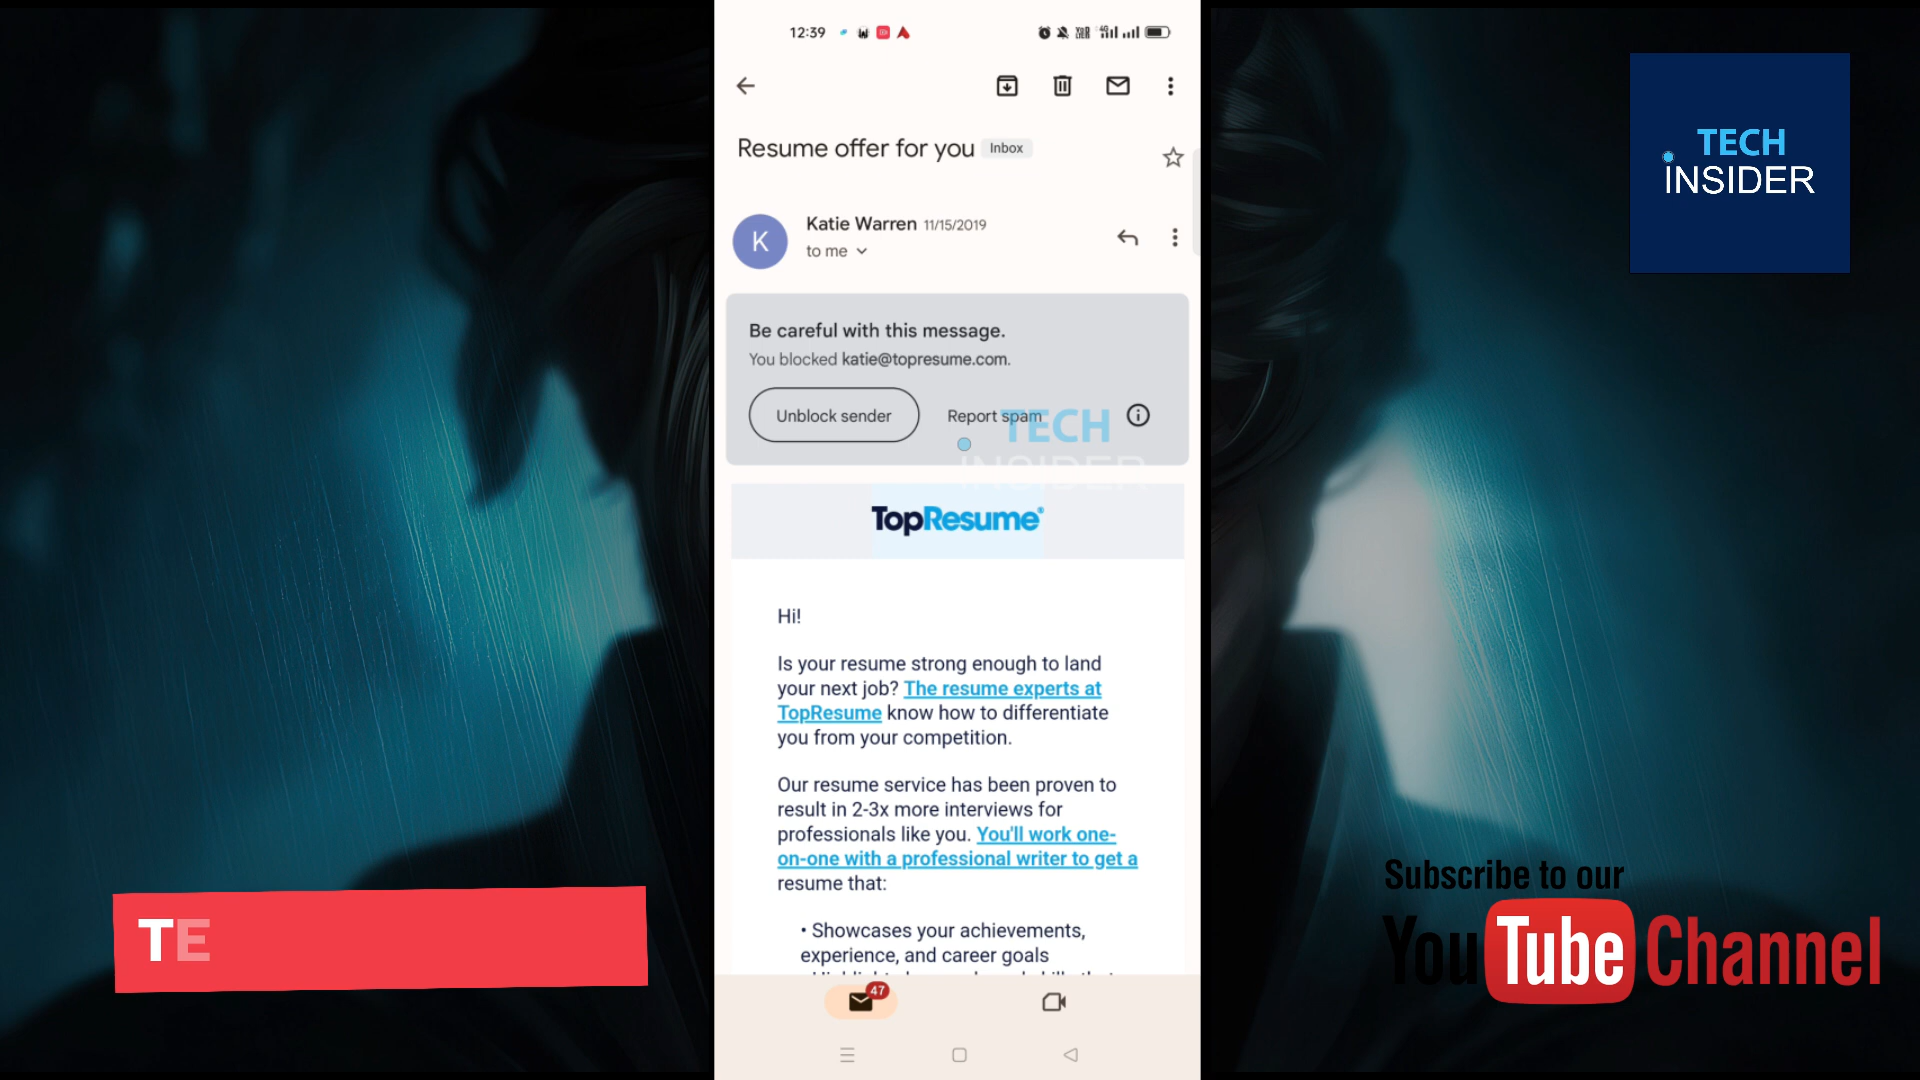 12:39
TECH
INSIDER
Resume offer for you Inbox
Katie Warren 11/15/2019
to me
K
Be careful with this message.
You blocked katie@topresume.com.
Unblock sender
Report spam
TECH
INSIDER
TopResume®
Hi!
Is your resume strong enough to land
your next job? The resume experts at
TopResume know how to differentiate
you from your competition.
Our resume service has been proven to
result in 2-3x more interviews for
professionals like you. You'll work one-
on-one with a professional writer to get a
resume that:
• Showcases your achievements,
experience, and career goals
47
TE
Subscribe to our
YouTube Channel